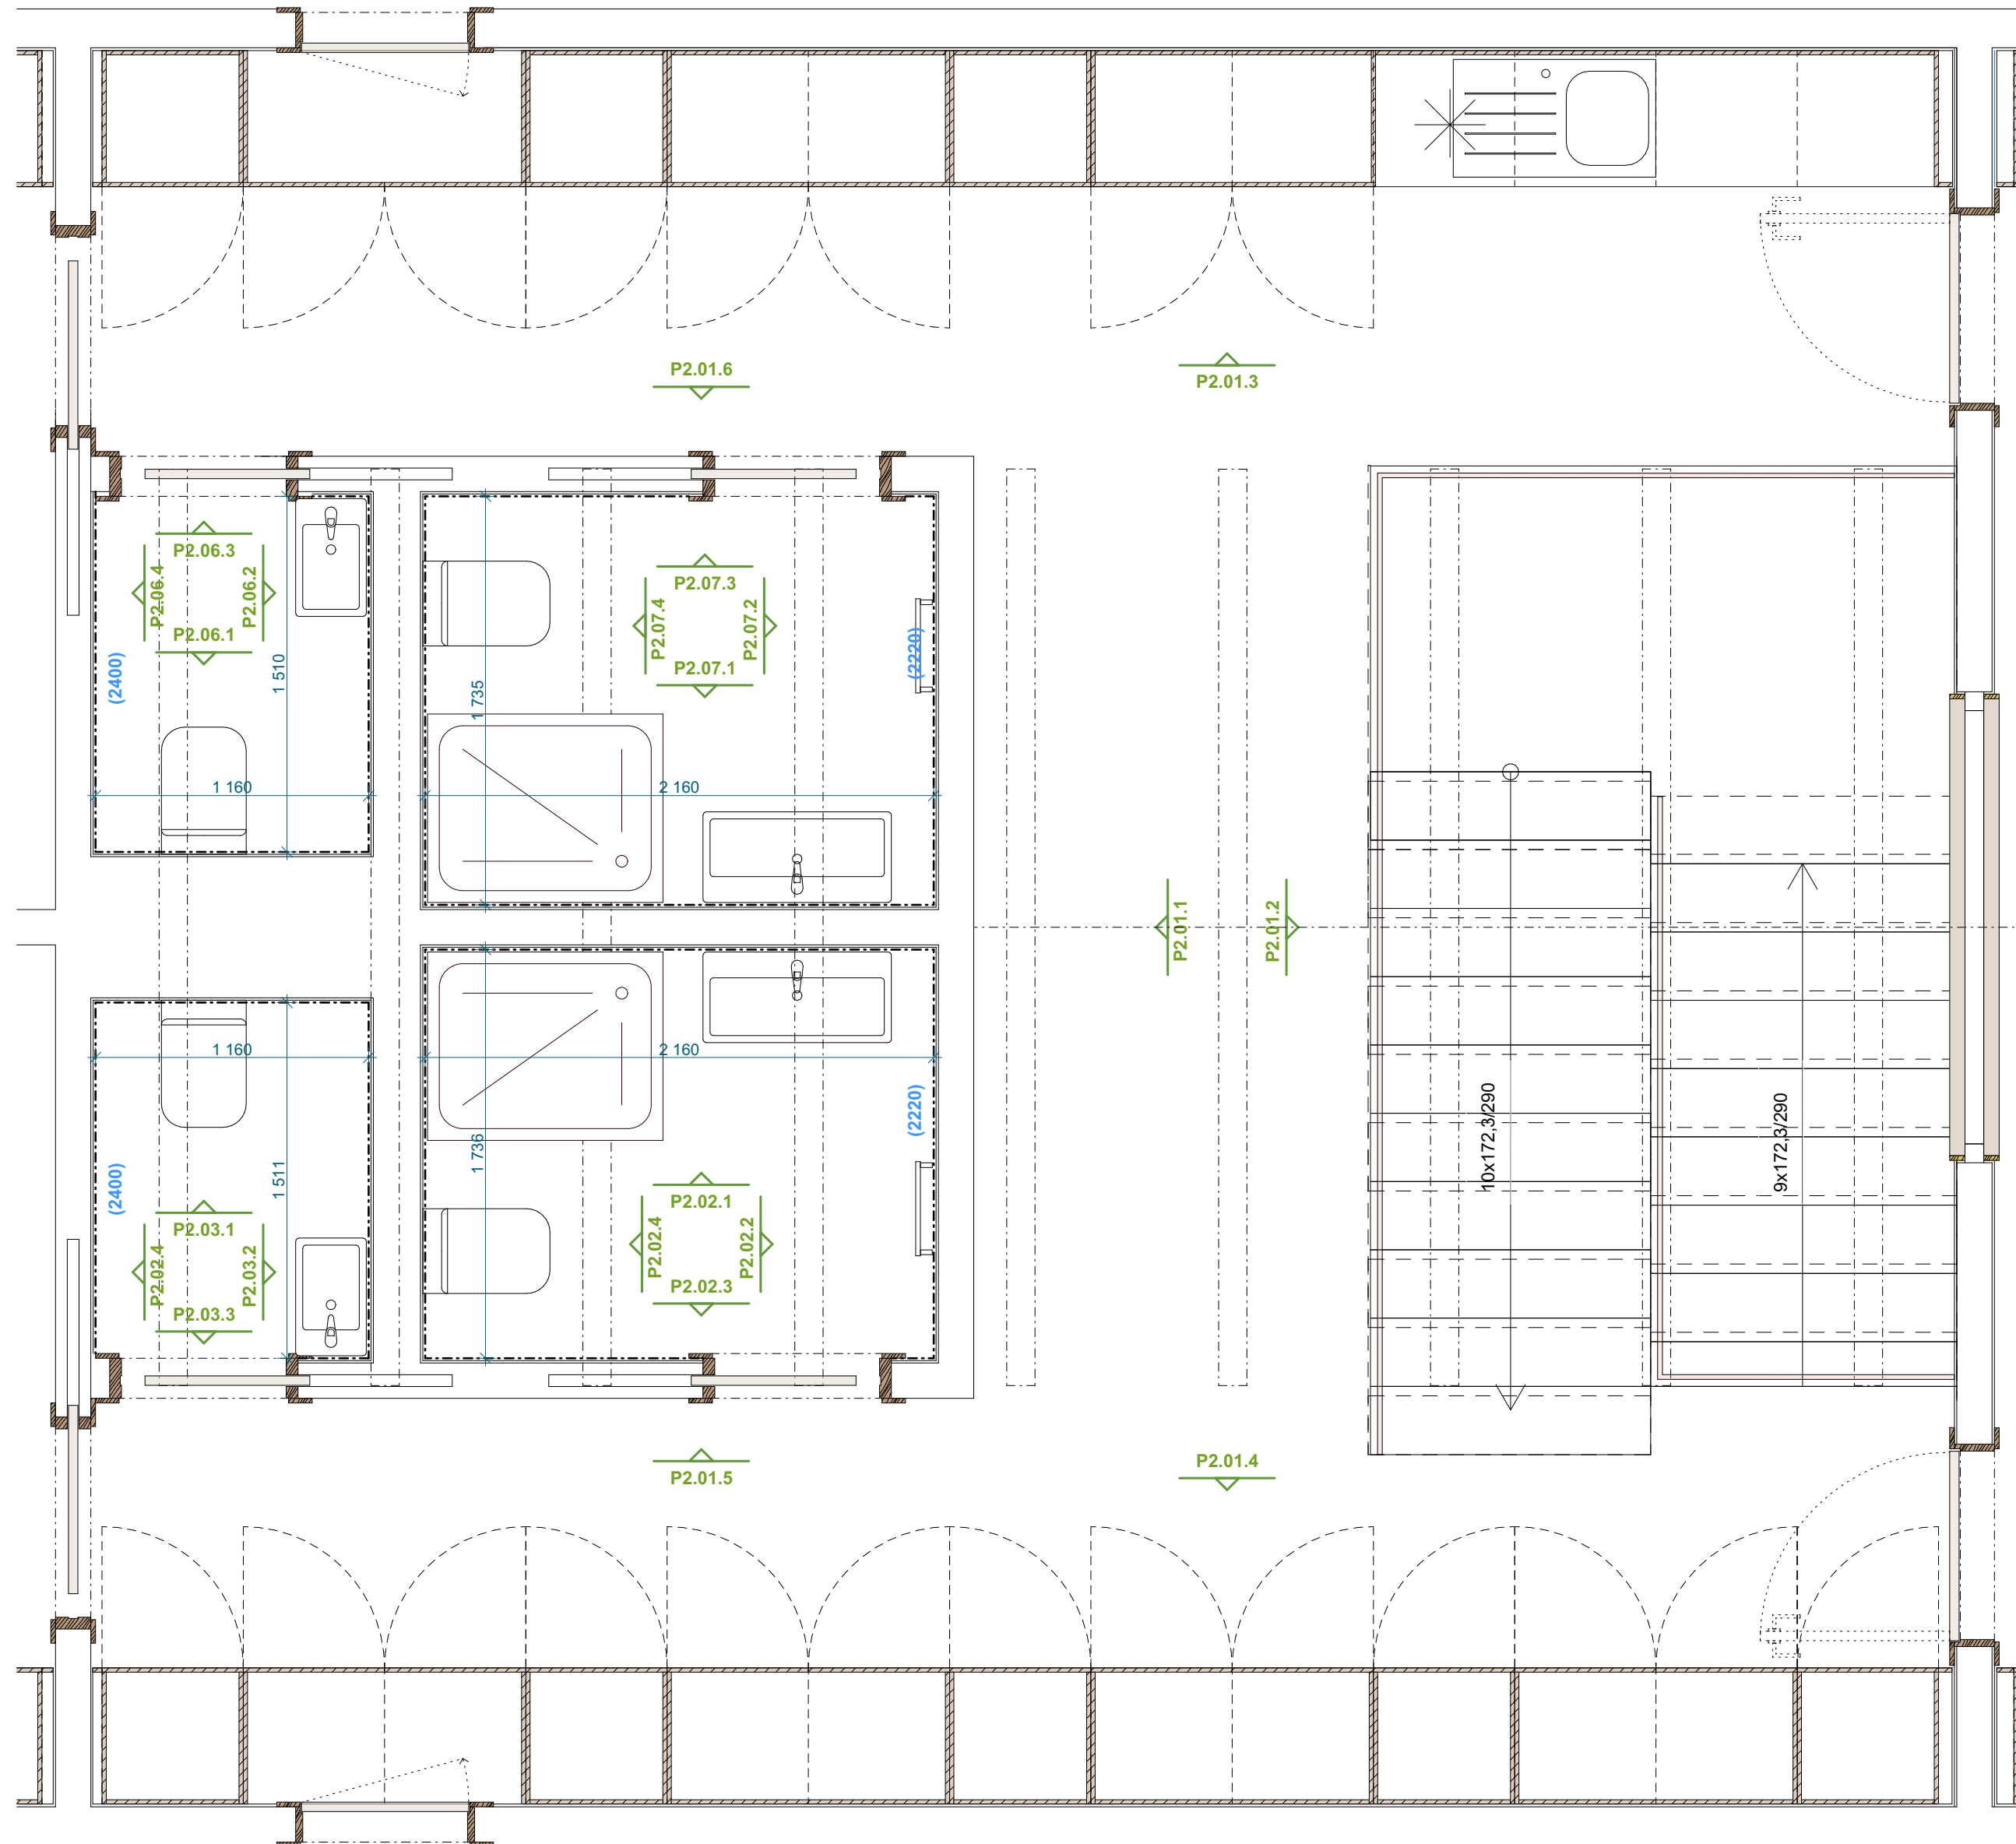 P2.01.6
P2.01.3
P2.06.3
P2.06.4
P2.06.2
P2.06.1
(2400)
1 510
1 160
P2.07.3
P2.07.4
P2.07.2
P2.07.1
(2220)
1 735
2 160
P2.01.1
P2.01.2
1 160
2 160
(2400)
1 511
(2220)
1 736
10x172,3/290
9x172,3/290
P2.03.1
P2.02.4
P2.03.2
P2.03.3
P2.02.1
P2.02.4
P2.02.2
P2.02.3
P2.01.5
P2.01.4